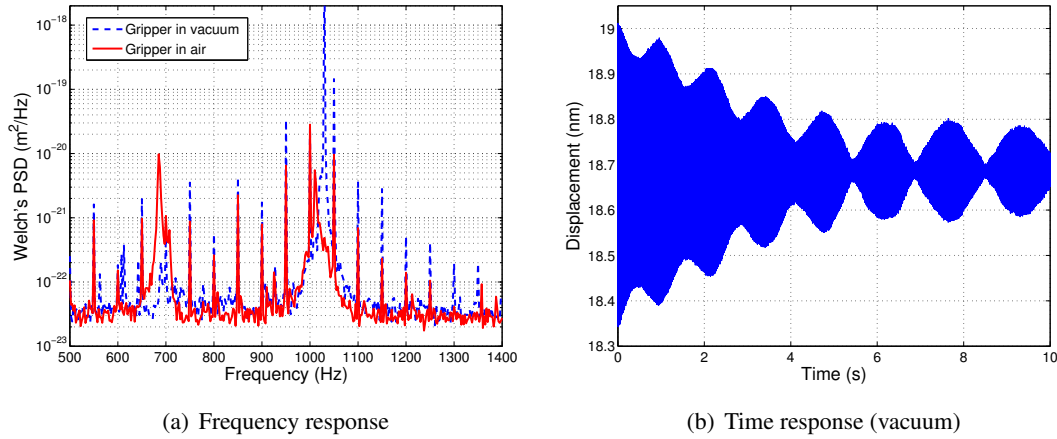 10⁻¹⁸
10⁻¹⁹
10⁻²⁰
10⁻²¹
10⁻²²
10⁻²³
Welch's PSD (m²/Hz)
Gripper in vacuum
Gripper in air
500 600 700 800 900 1000 1100 1200 1300 1400
Frequency (Hz)
(a) Frequency response
19
18.9
18.8
18.7
18.6
18.5
18.4
18.3
Displacement (nm)
0 2 4 6 8 10
Time (s)
(b) Time response (vacuum)